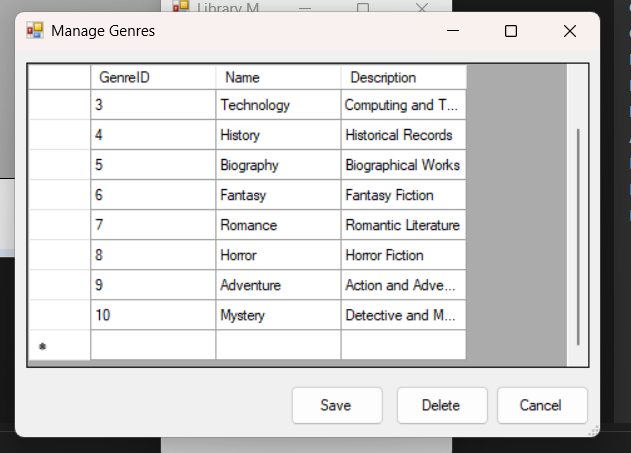 Library M
Manage Genres
GenreID Name Description
3 Technology Computing and T...
4 History Historical Records
5 Biography Biographical Works
6 Fantasy Fantasy Fiction
7 Romance Romantic Literature
8 Horror Horror Fiction
9 Adventure Action and Adve...
10 Mystery Detective and M...
*
Save Delete Cancel